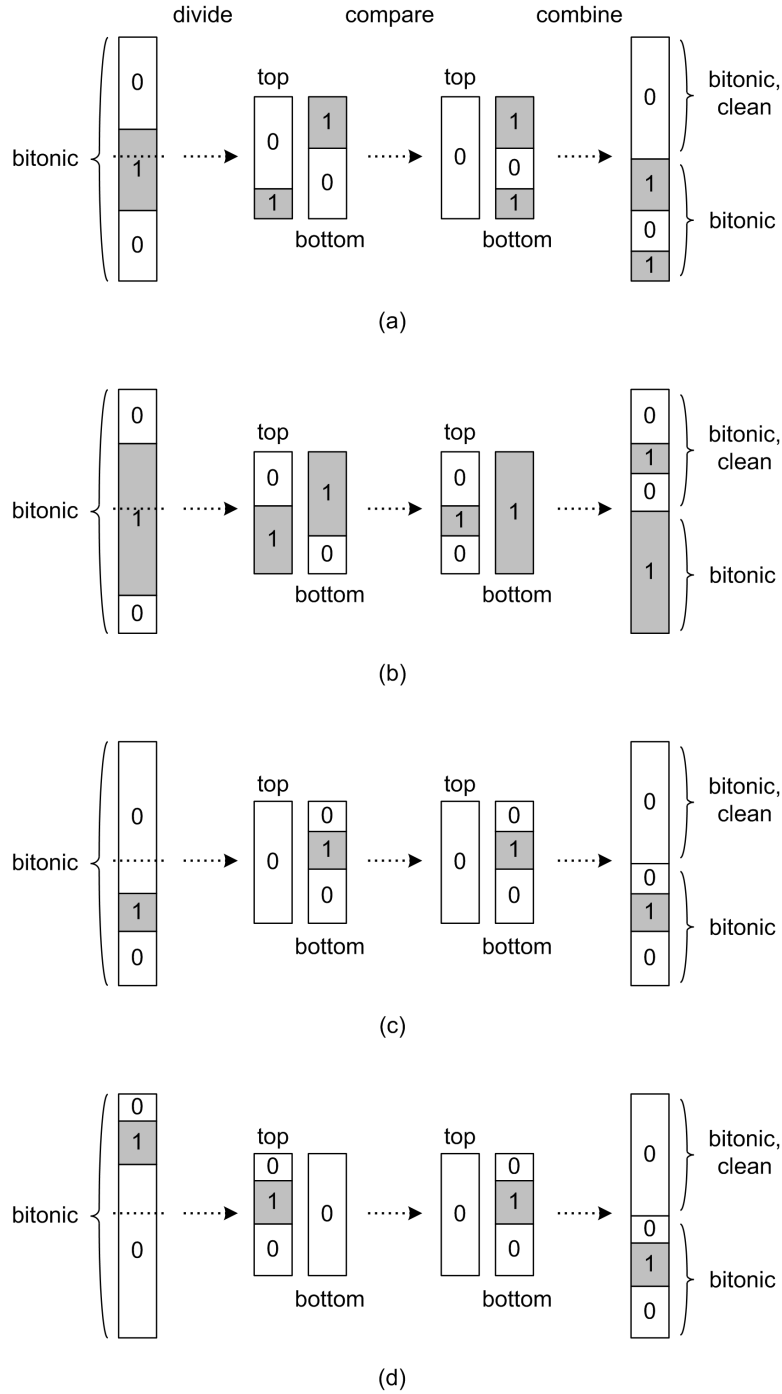 divide compare combine
top top
0 1 0 1 0 1 0 0 1 0 1
1 0 1 0 1
bitonic
bottom bottom
bitonic, clean
bitonic
(a)
top top
0 1 0 0 1 1 0 0 1 0 1 0 1 0 1
bitonic
bottom bottom
bitonic, clean
bitonic
(b)
top top
0 1 0 0 0 1 0 0 0 1 0 0 0 1 0
bitonic
bottom bottom
bitonic, clean
bitonic
(c)
top top
0 1 0 0 1 0 0 0 0 1 0 0 0 1 0
bitonic
bottom bottom
bitonic, clean
bitonic
(d)